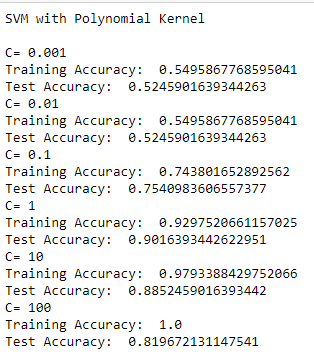 SVM with Polynomial Kernel
C= 0.001
Training Accuracy:  0.5495867768595041
Test Accuracy:  0.5245901639344263
C= 0.01
Training Accuracy:  0.5495867768595041
Test Accuracy:  0.5245901639344263
C= 0.1
Training Accuracy:  0.743801652892562
Test Accuracy:  0.7540983606557377
C= 1
Training Accuracy:  0.9297520661157025
Test Accuracy:  0.9016393442622951
C= 10
Training Accuracy:  0.9793388429752066
Test Accuracy:  0.8852459016393442
C= 100
Training Accuracy:  1.0
Test Accuracy:  0.819672131147541